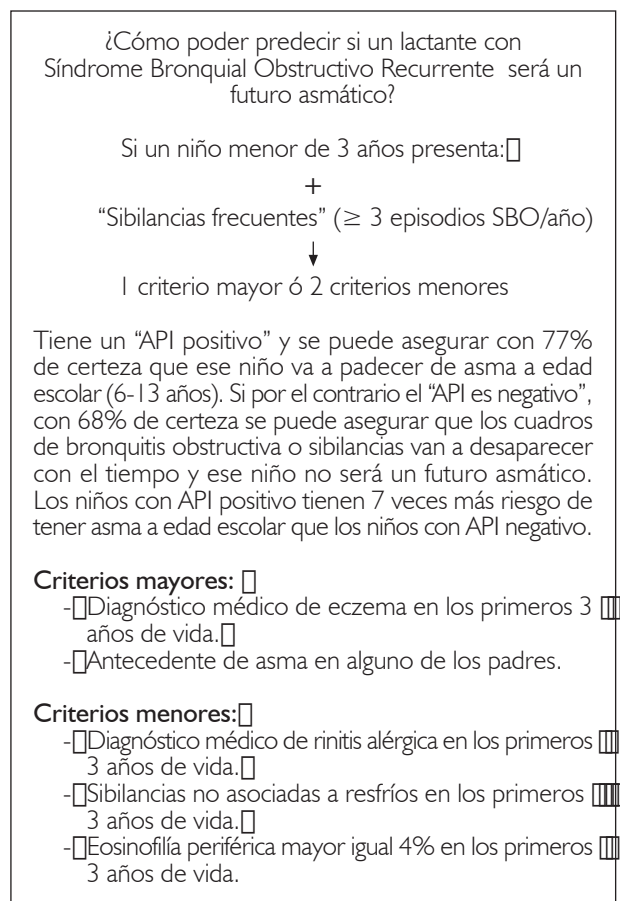 ¿Cómo poder predecir si un lactante con
Síndrome Bronquial Obstructivo Recurrente será un
futuro asmático?
Si un niño menor de 3 años presenta:
+
“Sibilancias frecuentes” (≥ 3 episodios SBO/año)
↓
1 criterio mayor ó 2 criterios menores
Tiene un “API positivo” y se puede asegurar con 77%
de certeza que ese niño va a padecer de asma a edad
escolar (6-13 años). Si por el contrario el “API es negativo”,
con 68% de certeza se puede asegurar que los cuadros
de bronquitis obstructiva o sibilancias van a desaparecer
con el tiempo y ese niño no será un futuro asmático.
Los niños con API positivo tienen 7 veces más riesgo de
tener asma a edad escolar que los niños con API negativo.
Criterios mayores:
-Diagnóstico médico de eczema en los primeros 3
años de vida.
-Antecedente de asma en alguno de los padres.
Criterios menores:
-Diagnóstico médico de rinitis alérgica en los primeros
3 años de vida.
-Sibilancias no asociadas a resfríos en los primeros
3 años de vida.
-Eosinofilía periférica mayor igual 4% en los primeros
3 años de vida.